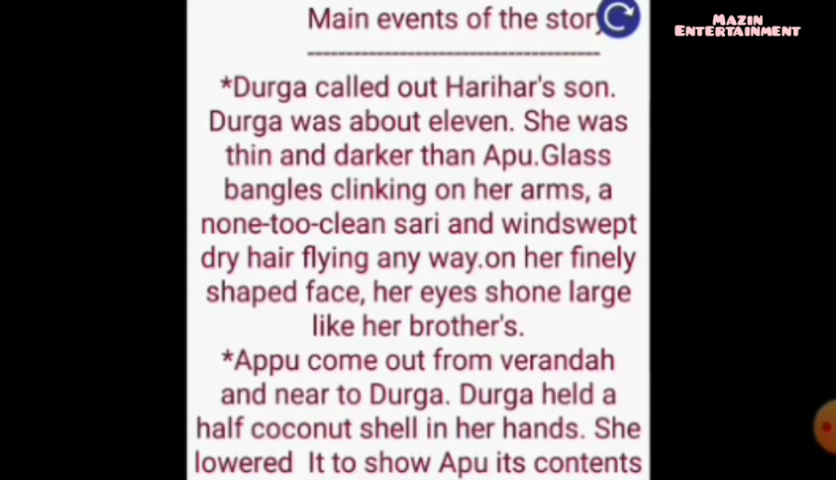 Main events of the story
-------------------------------------
*Durga called out Harihar's son.
Durga was about eleven. She was
thin and darker than Apu.Glass
bangles clinking on her arms, a
none-too-clean sari and windswept
dry hair flying any way.on her finely
shaped face, her eyes shone large
like her brother's.
*Appu come out from verandah
and near to Durga. Durga held a
half coconut shell in her hands. She
lowered It to show Apu its contents
Mazin
Entertainment